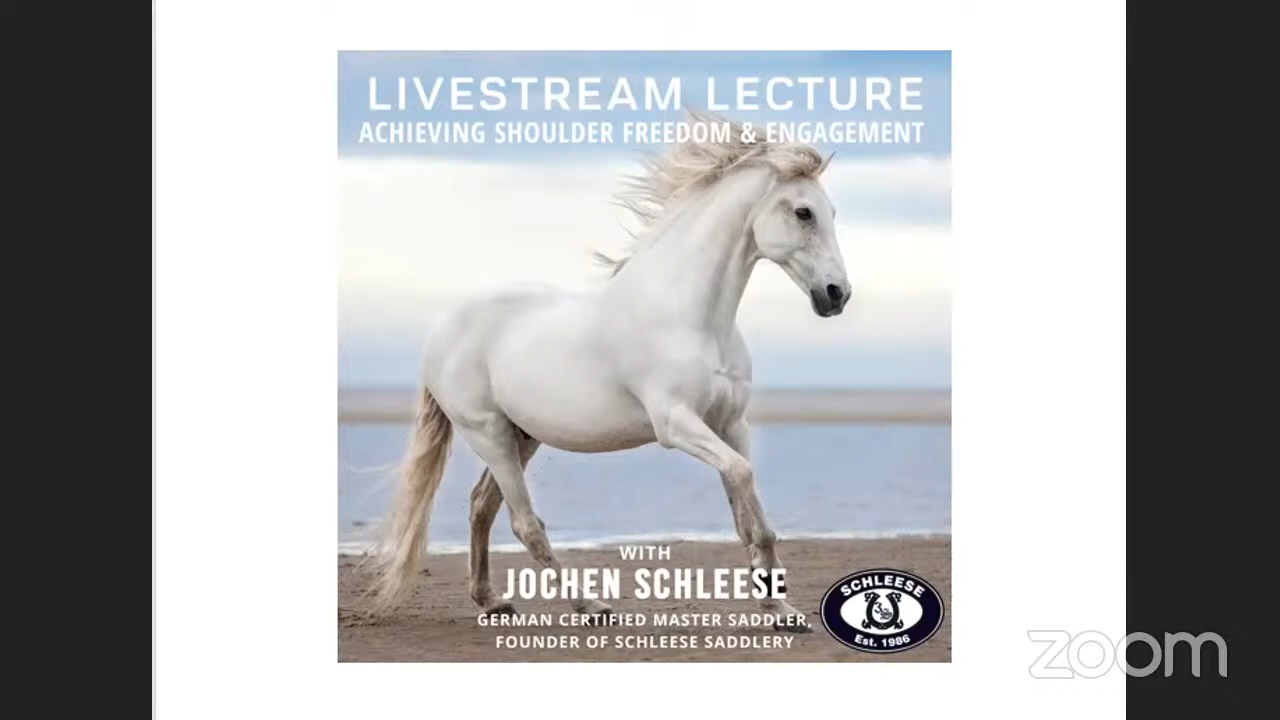 LIVESTREAM LECTURE
ACHIEVING SHOULDER FREEDOM & ENGAGEMENT
WITH
JOCHEN SCHLEESE
GERMAN CERTIFIED MASTER SADDLER,
FOUNDER OF SCHLEESE SADDLERY
SCHLEESE
Est. 1986
zoom